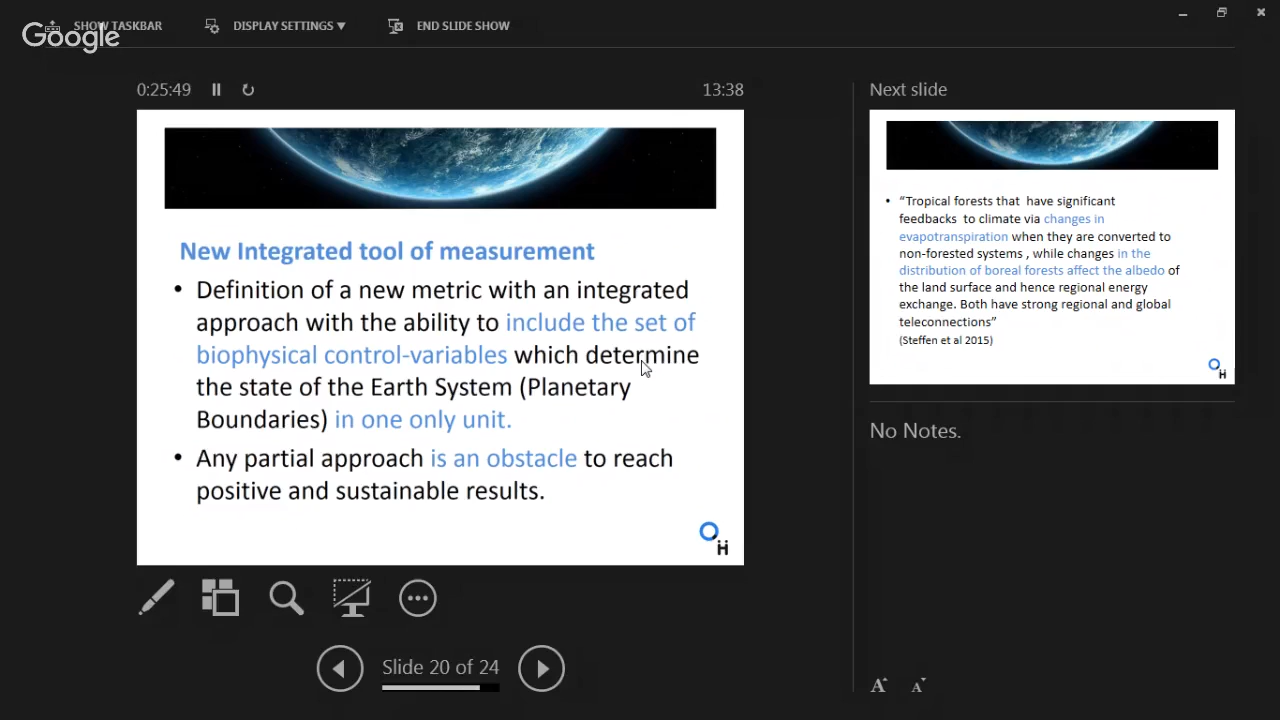 SHOW TASKBAR
DISPLAY SETTINGS ▼
END SLIDE SHOW
Google
0:25:49
13:38
New Integrated tool of measurement
• Definition of a new metric with an integrated
approach with the ability to include the set of
biophysical control-variables which determine
the state of the Earth System (Planetary
Boundaries) in one only unit.
• Any partial approach is an obstacle to reach
positive and sustainable results.
OH
Slide 20 of 24
Next slide
• “Tropical forests that have significant
feedbacks to climate via changes in
evapotranspiration when they are converted to
non-forested systems , while changes in the
distribution of boreal forests affect the albedo of
the land surface and hence regional energy
exchange. Both have strong regional and global
teleconnections”
(Steffen et al 2015)
OH
No Notes.
A A